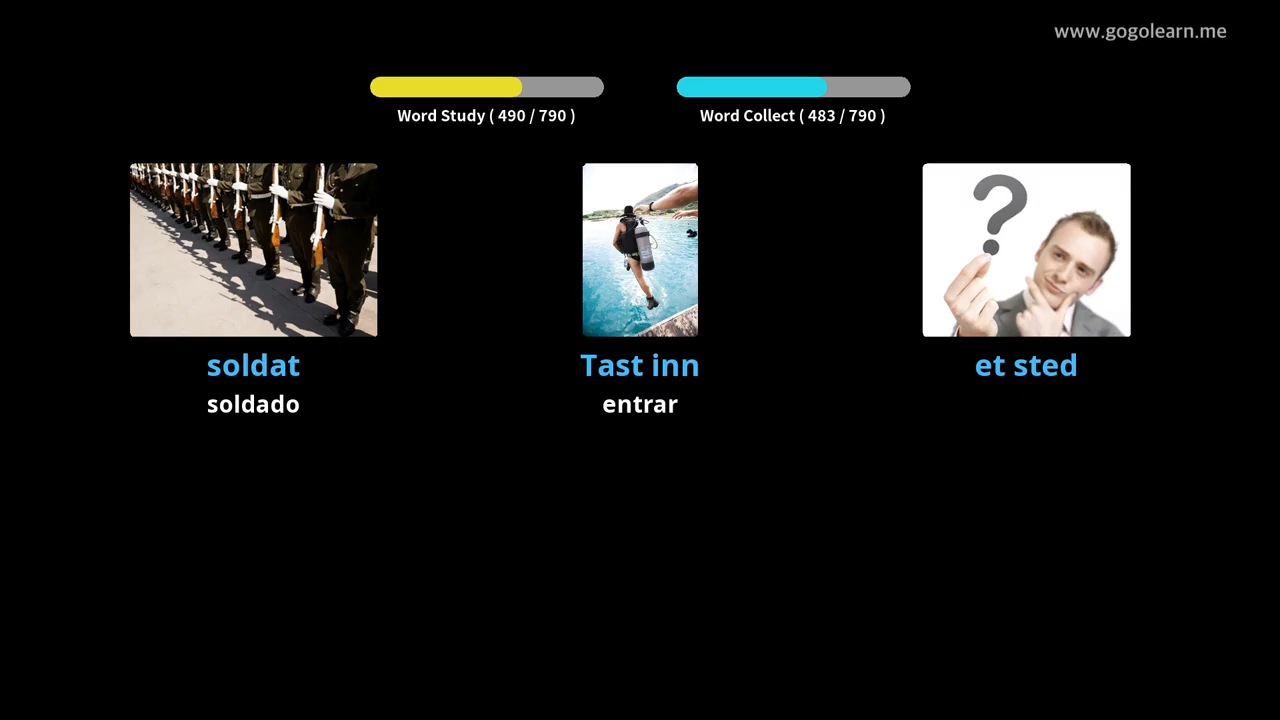 www.gogolearn.me
Word Study ( 490 / 790 )
Word Collect ( 483 / 790 )
soldat
soldado
Tast inn
entrar
et sted